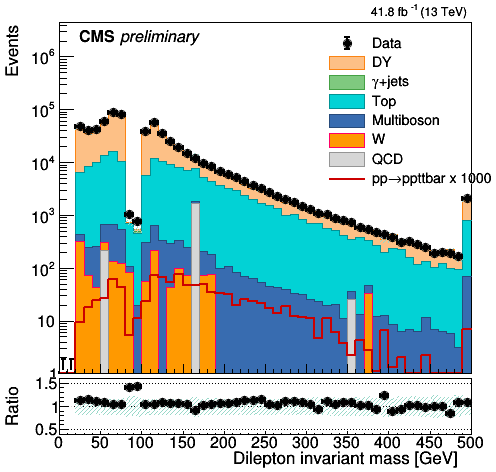 41.8 fb⁻¹ (13 TeV)
CMS preliminary
Events
10⁶
10⁵
10⁴
10³
10²
10
1
Data
DY
γ+jets
Top
Multiboson
W
QCD
pp→ppttbar x 1000
Ratio
1.5
1
0.5
0 50 100 150 200 250 300 350 400 450 500
Dilepton invariant mass [GeV]